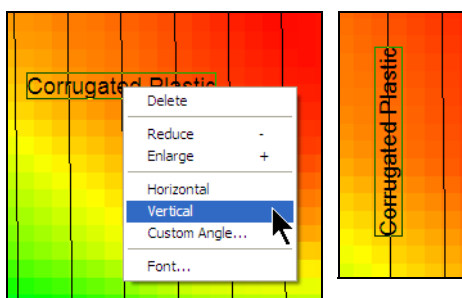 Corrugated Plastic
Delete
Reduce -
Enlarge +
Horizontal
Vertical
Custom Angle...
Font...
Corrugated Plastic